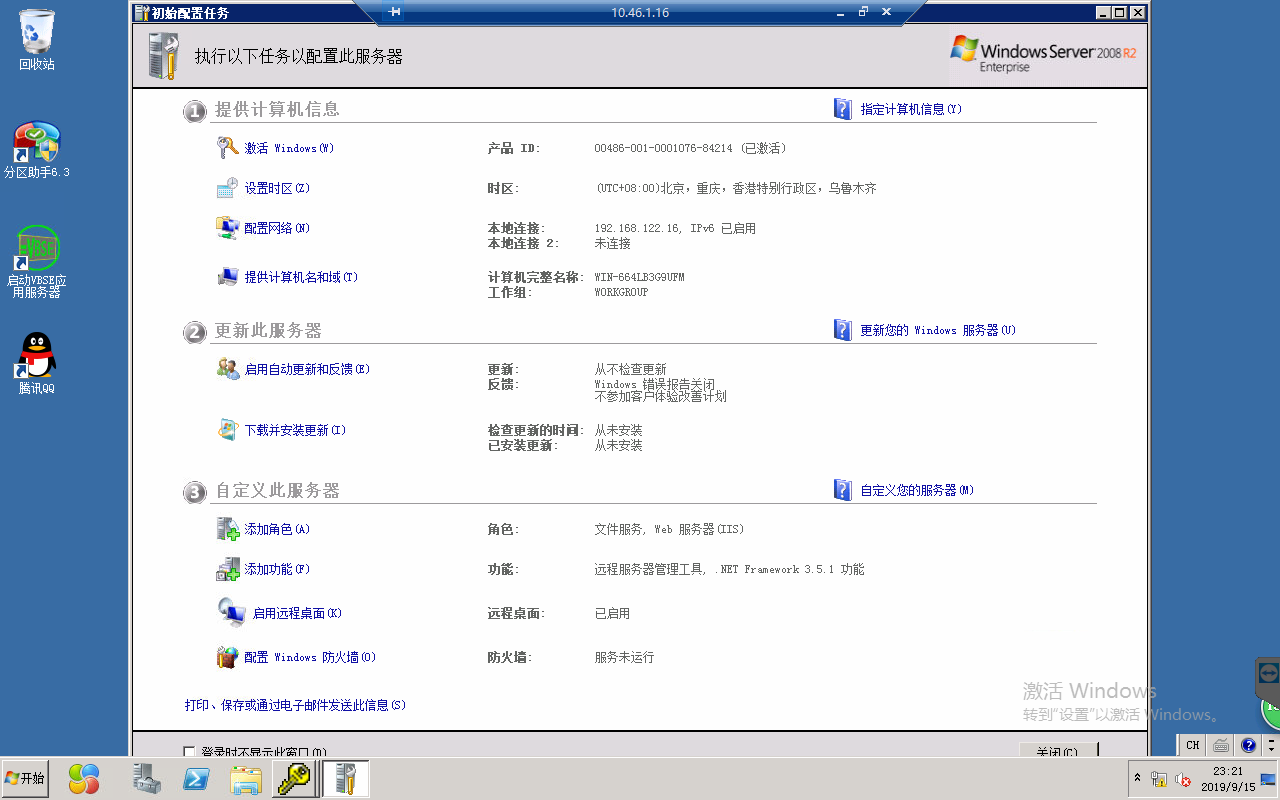 10.46.1.16
初始配置任务
回收站
分区助手6.3
启动VBSE应
用服务器
腾讯QQ
执行以下任务以配置此服务器
Windows Server 2008 R2
Enterprise
1 提供计算机信息
指定计算机信息(Y)
激活 Windows(W)
产品 ID:
00486-001-0001076-84214 (已激活)
设置时区(Z)
时区:
(UTC+08:00)北京，重庆，香港特别行政区，乌鲁木齐
配置网络(N)
本地连接:
192.168.122.16, IPv6 已启用
本地连接 2:
未连接
提供计算机名和域(T)
计算机完整名称:
WIN-664LB3G9UFM
工作组:
WORKGROUP
2 更新此服务器
更新您的 Windows 服务器(U)
启用自动更新和反馈(E)
更新:
从不检查更新
反馈:
Windows 错误报告关闭
不参加客户体验改善计划
下载并安装更新(I)
检查更新的时间:
从未安装
已安装更新:
从未安装
3 自定义此服务器
自定义您的服务器(M)
添加角色(A)
角色:
文件服务, Web 服务器(IIS)
添加功能(F)
功能:
远程服务器管理工具, .NET Framework 3.5.1 功能
启用远程桌面(K)
远程桌面:
已启用
配置 Windows 防火墙(O)
防火墙:
服务未运行
打印、保存或通过电子邮件发送此信息(S)
激活 Windows
转到"设置"以激活 Windows。
登录时不显示此窗口(D)
关闭(C)
CH
开始
23:21
2019/9/15